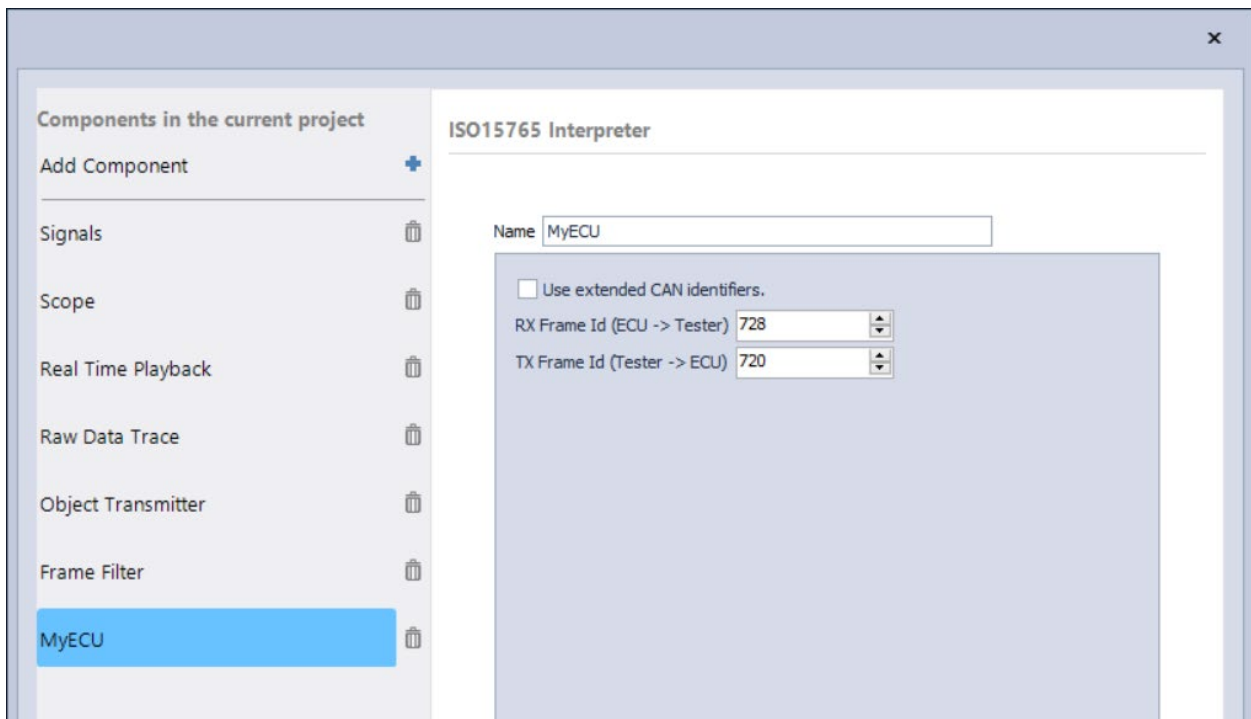 Components in the current project
Add Component
Signals
Scope
Real Time Playback
Raw Data Trace
Object Transmitter
Frame Filter
MyECU
ISO15765 Interpreter
Name MyECU
Use extended CAN identifiers.
RX Frame Id (ECU -> Tester) 728
TX Frame Id (Tester -> ECU) 720